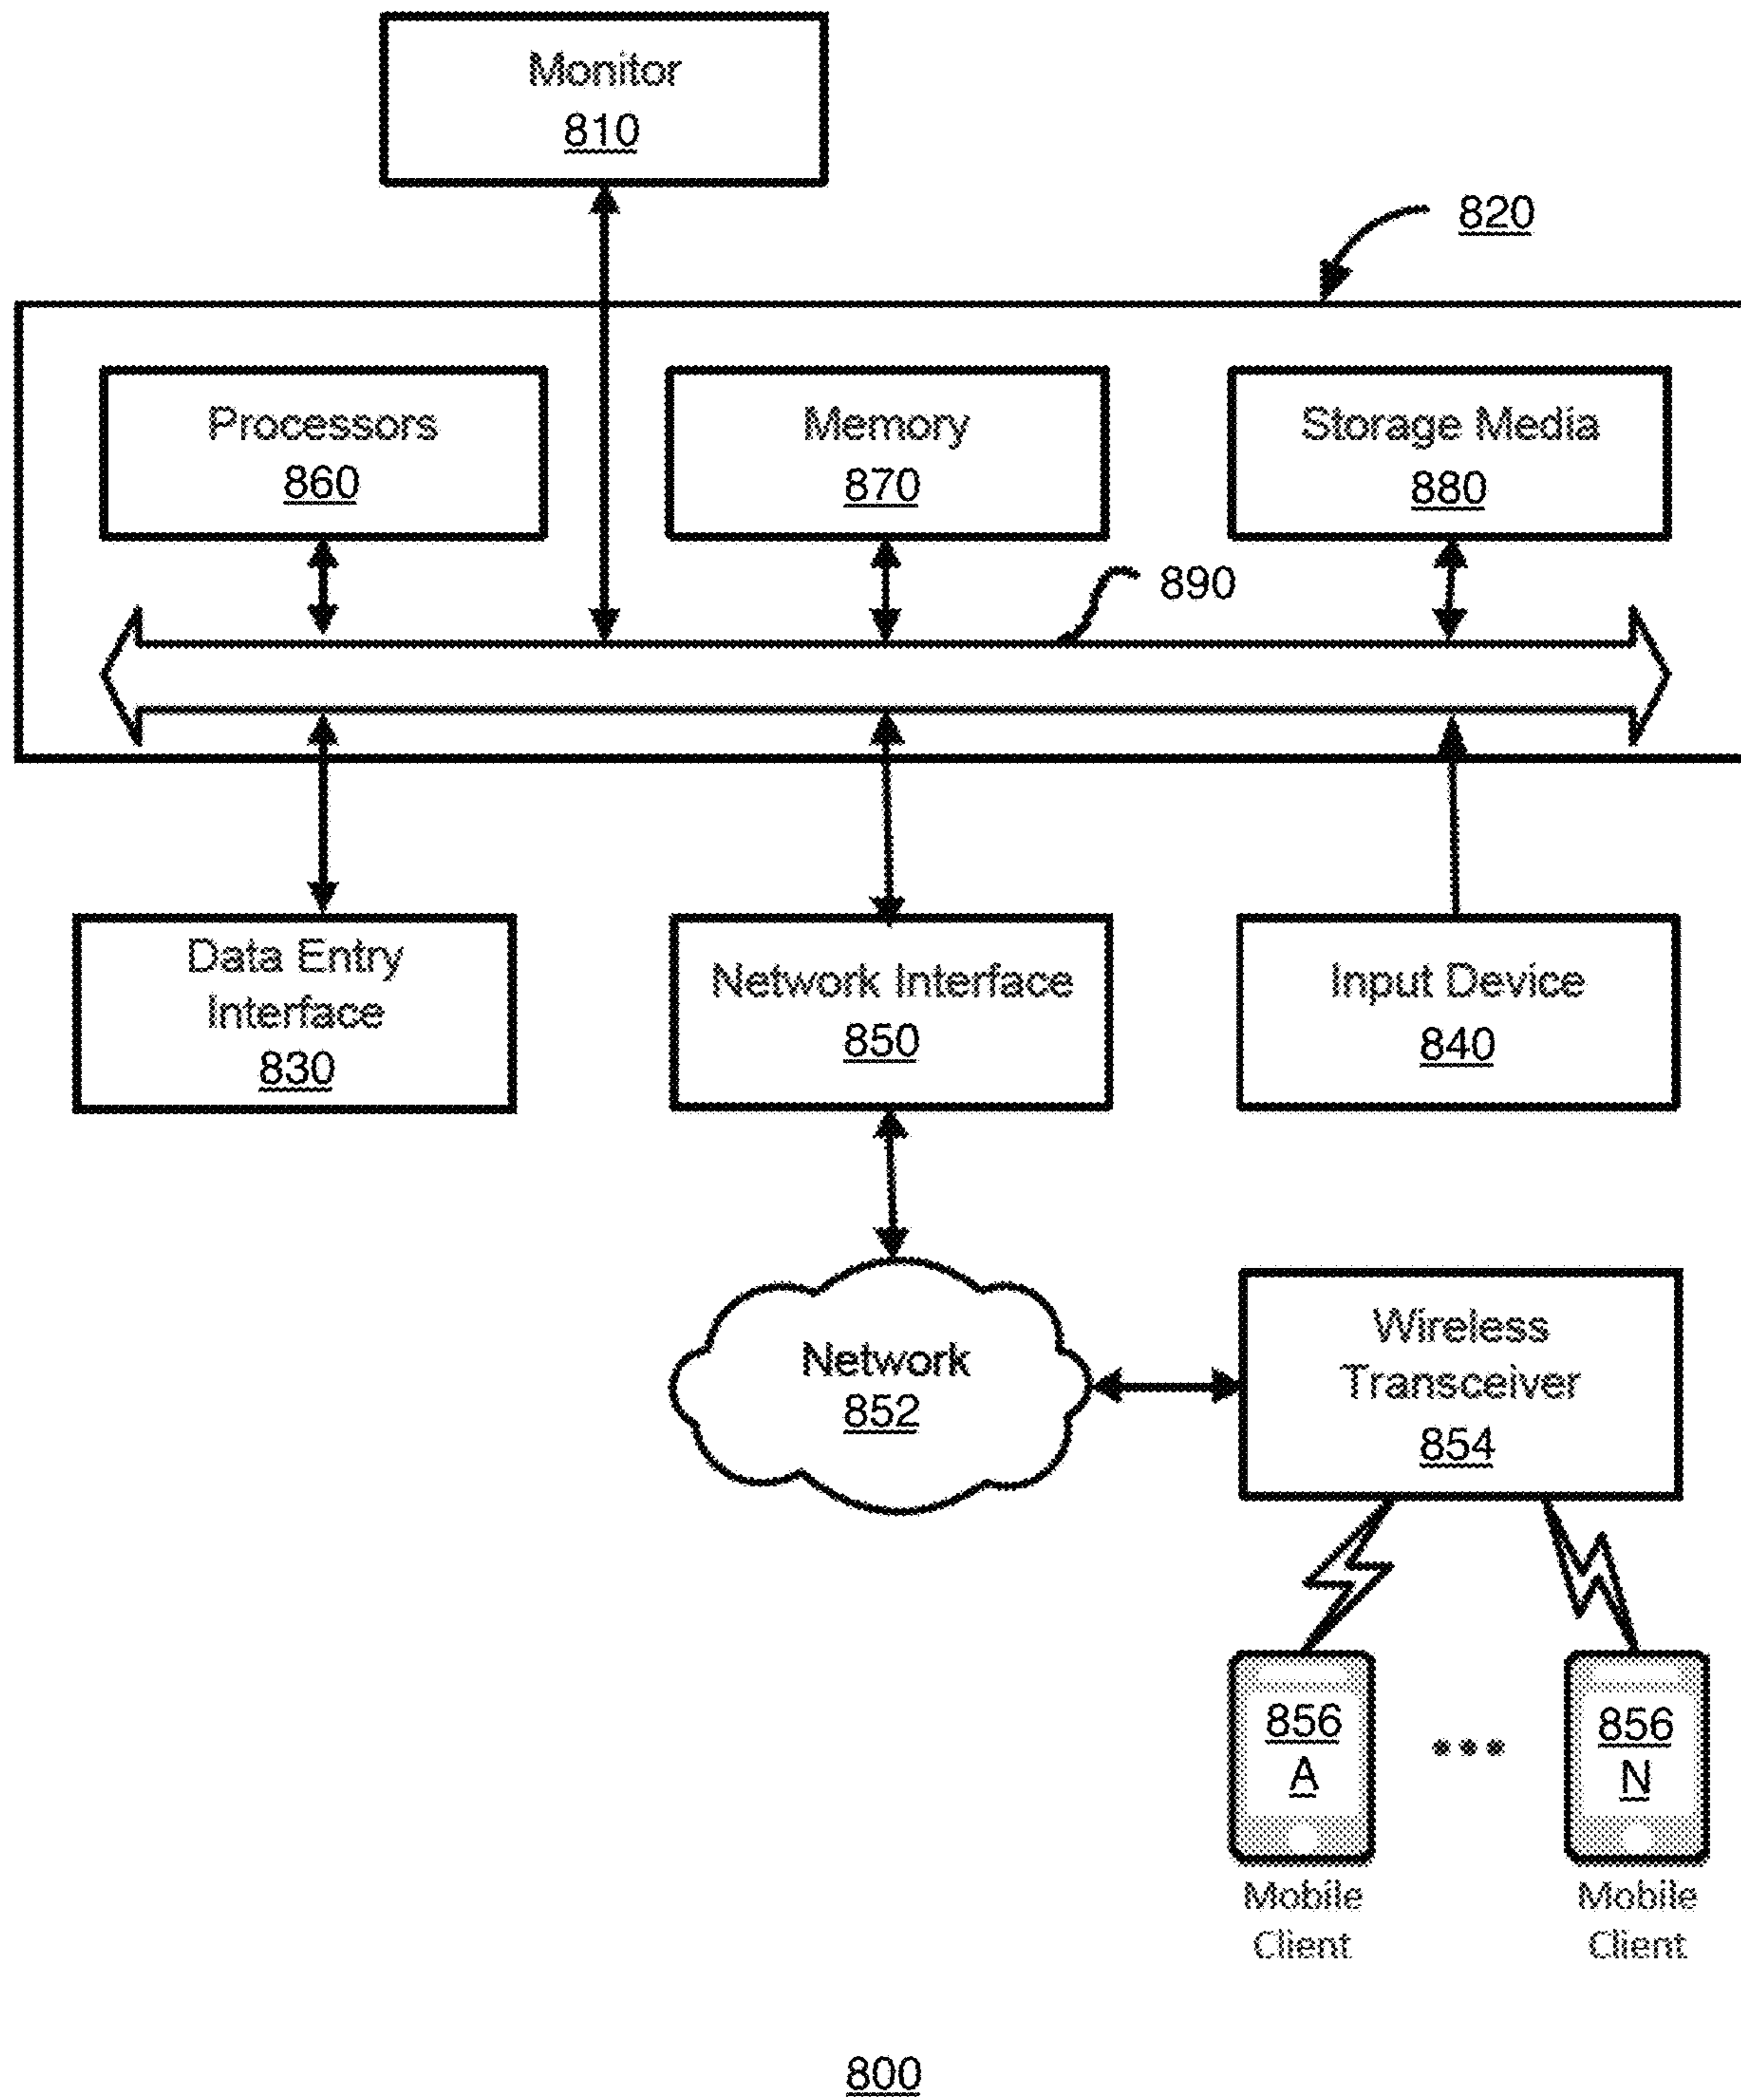 Monitor
810
820
Processors
860
Memory
870
Storage Media
880
890
Data Entry
Interface
830
Network Interface
850
Input Device
840
Network
852
Wireless
Transceiver
854
856
A
...
856
N
Mobile
Client
Mobile
Client
800